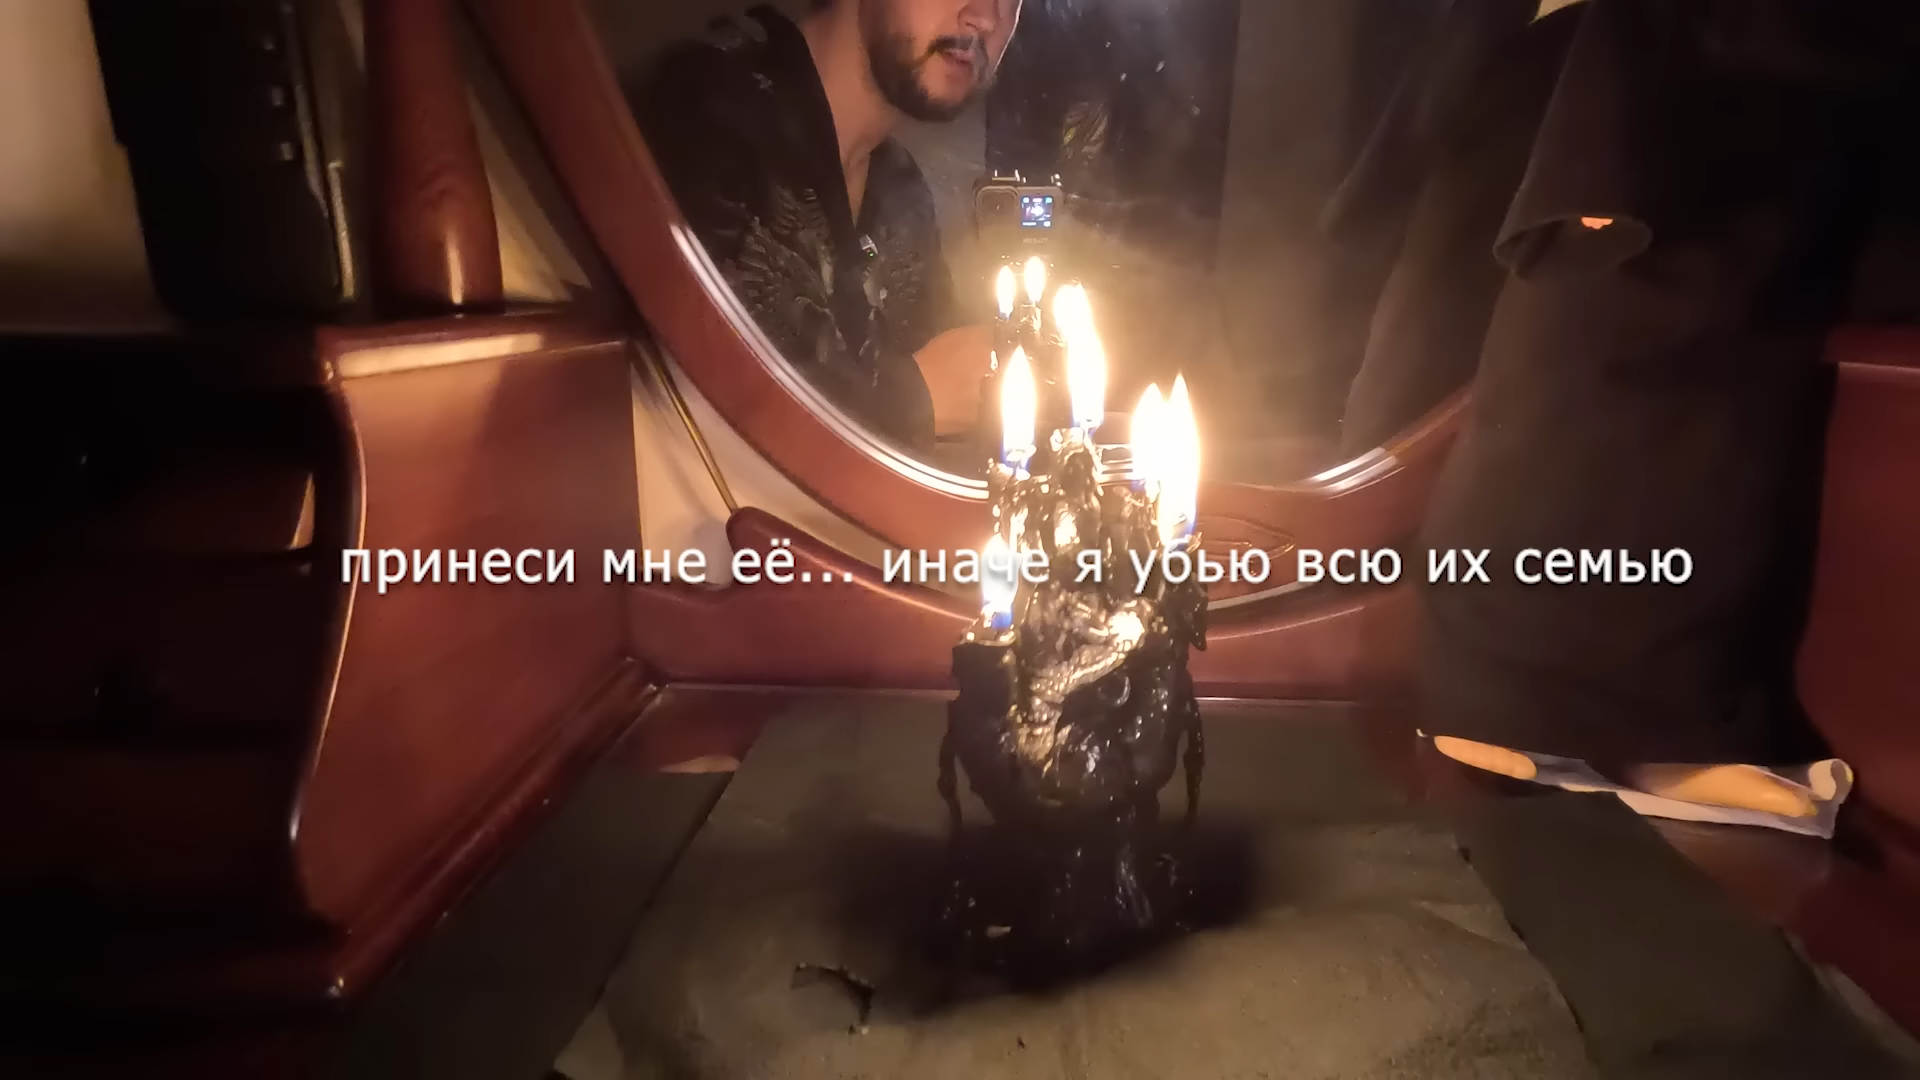 принеси мне её... иначе я убью всю их семью